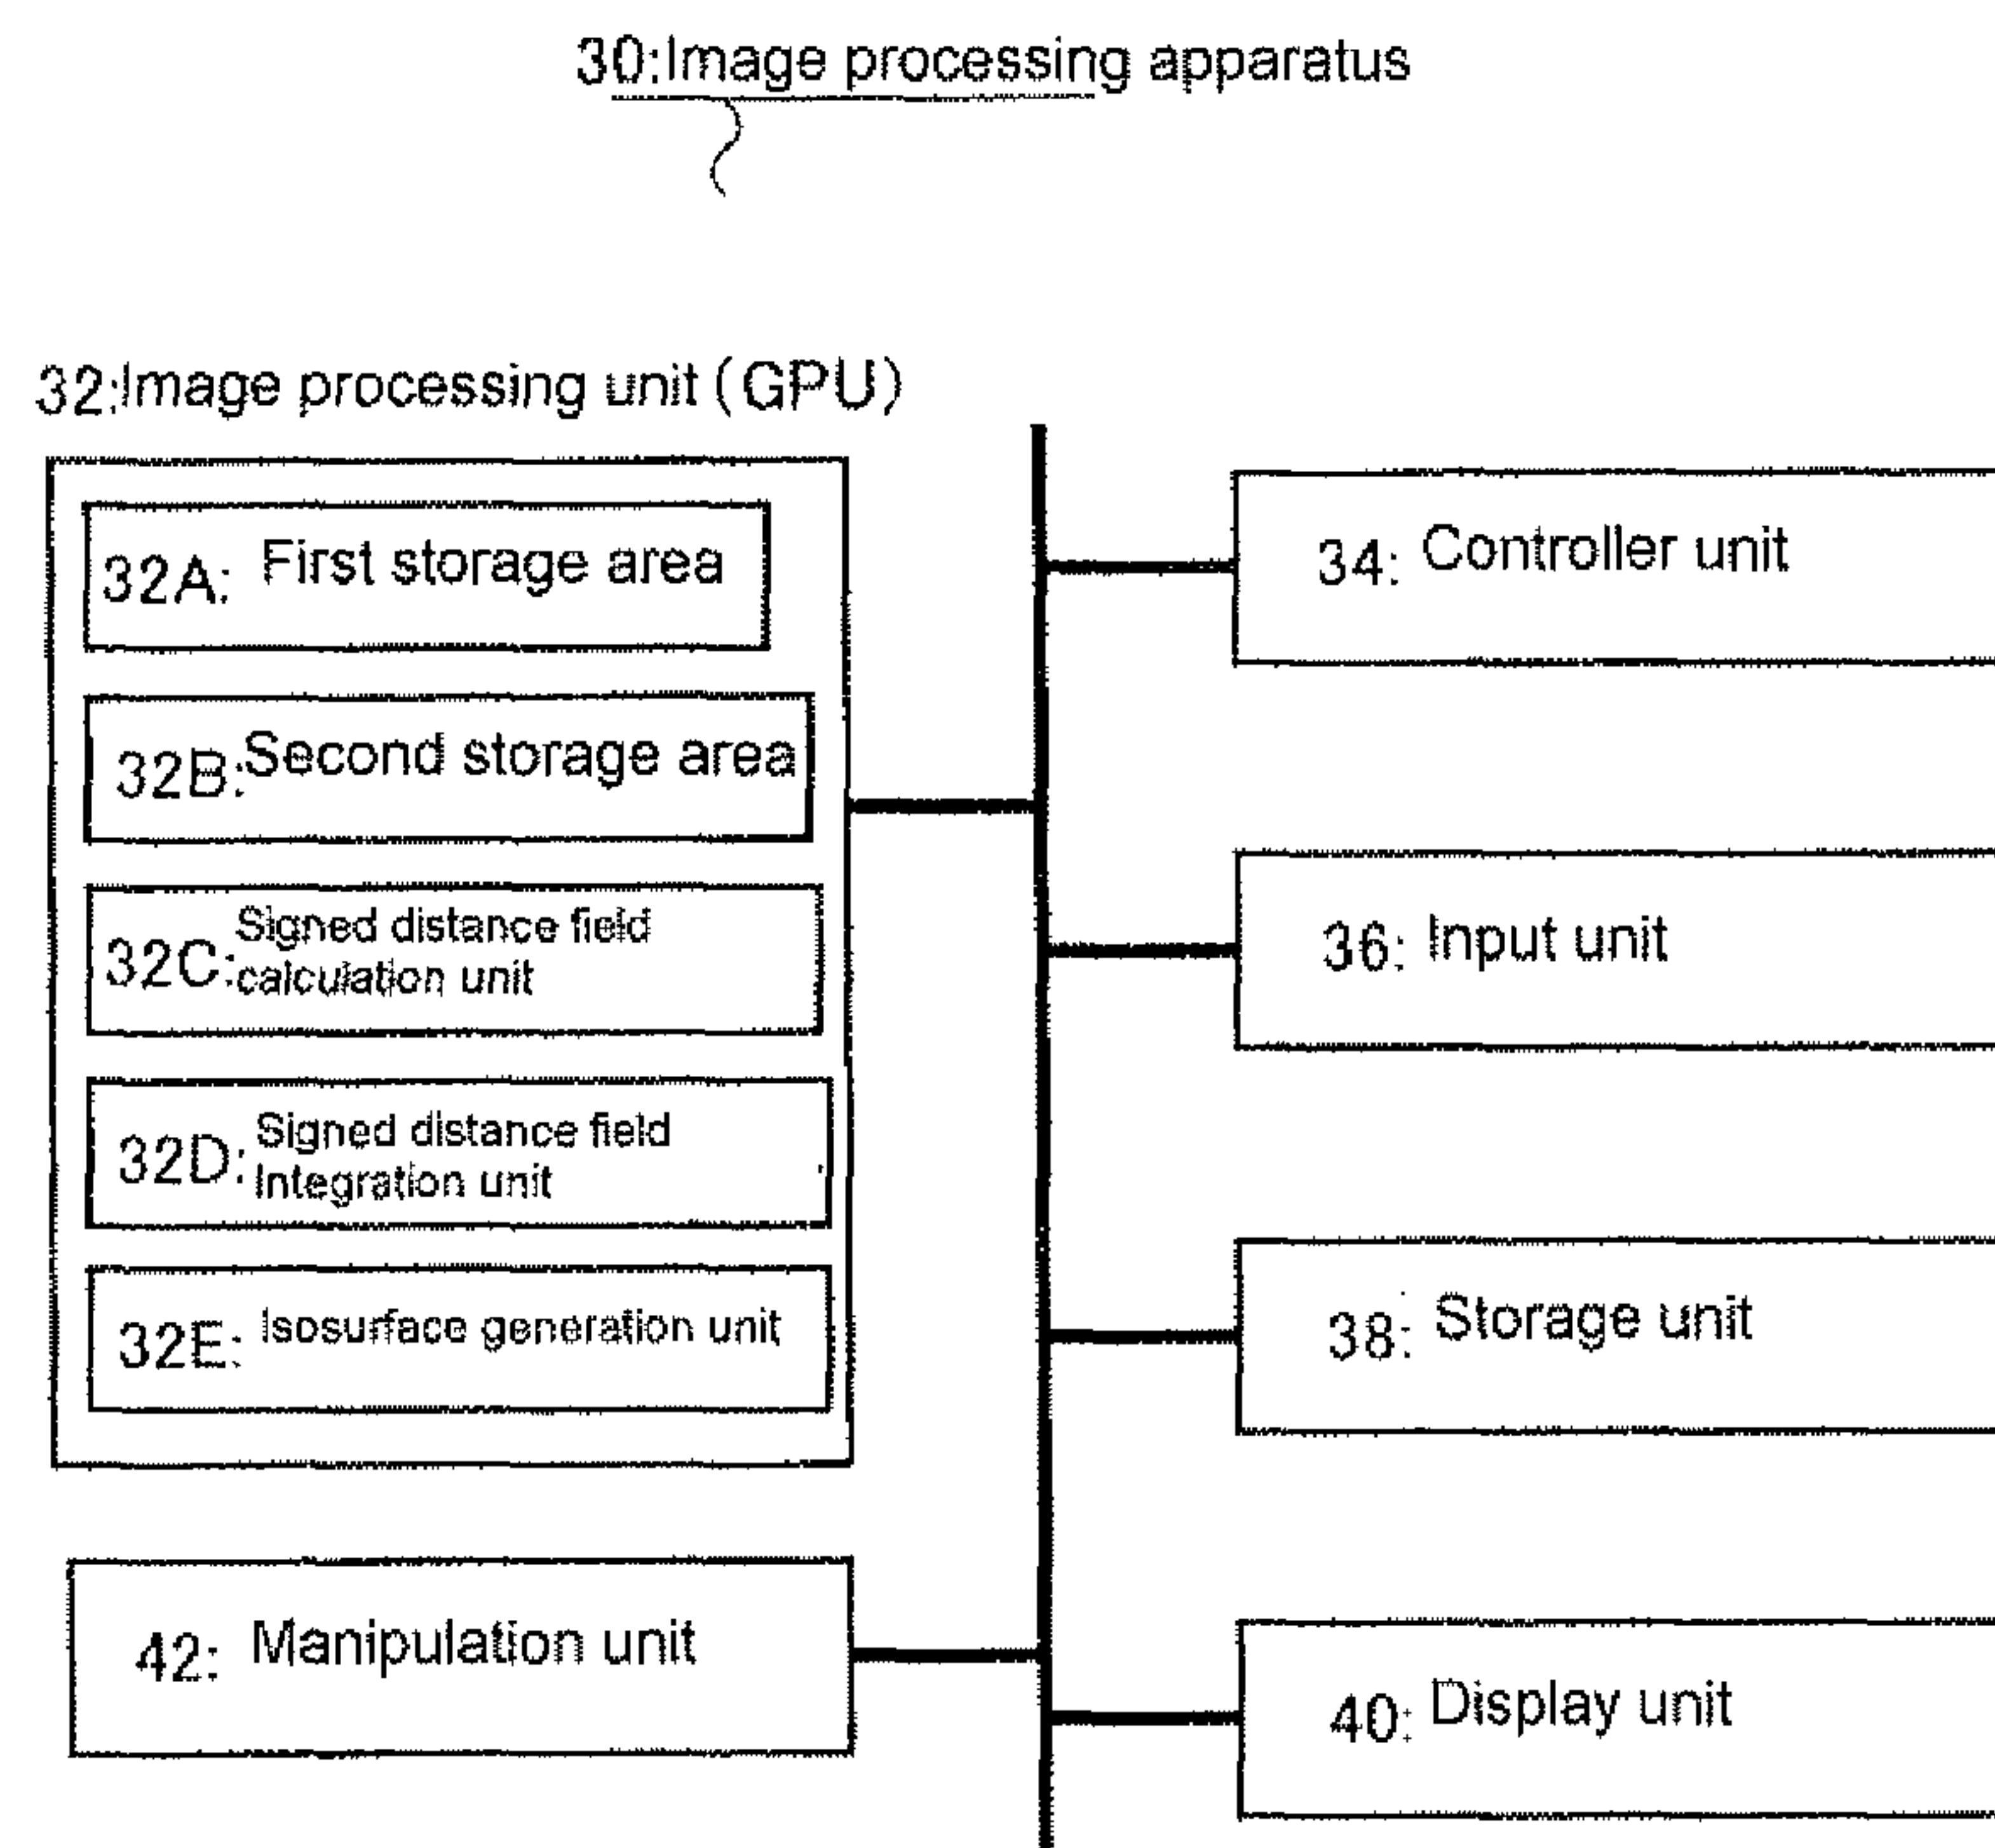 30:Image processing apparatus
32:Image processing unit (GPU)
32A: First storage area
32B:Second storage area
32C:Signed distance field
calculation unit
32D:Signed distance field
Integration unit
32E: Isosurface generation unit
42: Manipulation unit
34: Controller unit
36: Input unit
38: Storage unit
40: Display unit